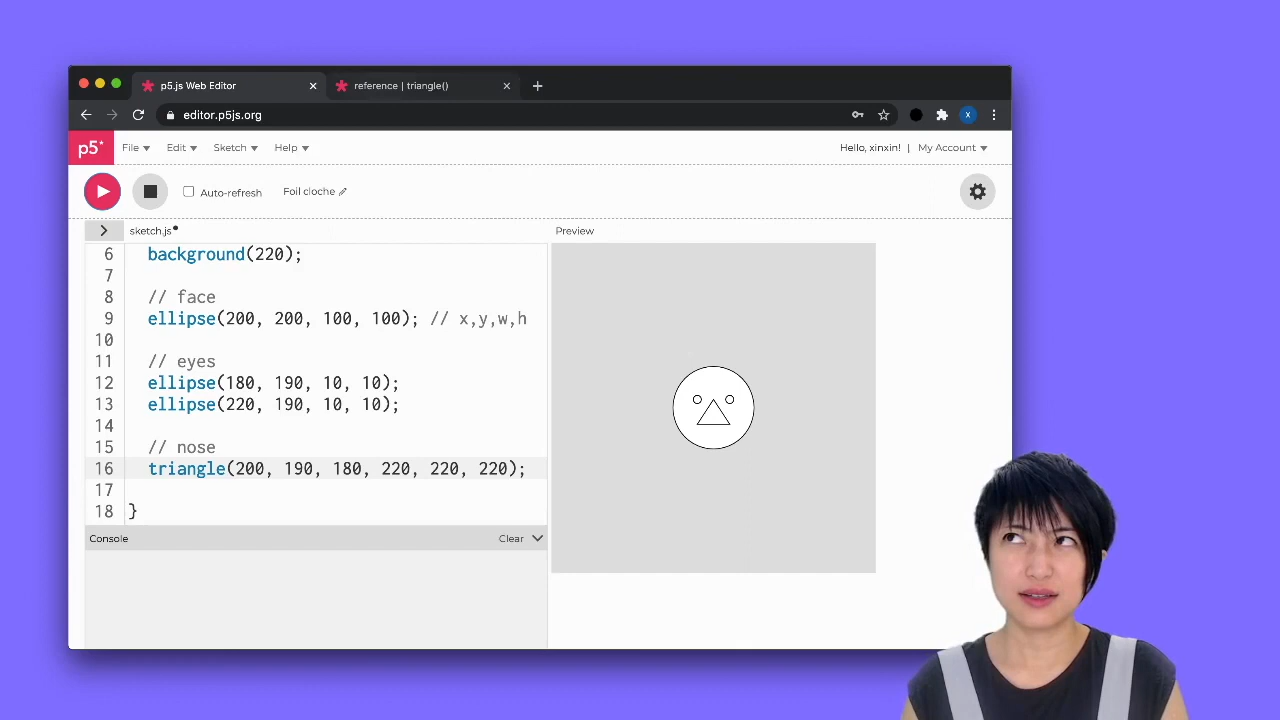 p5.js Web Editor
reference | triangle()
editor.p5js.org
X
p5*
File
Edit
Sketch
Help
Hello, xinxin! | My Account
Auto-refresh
Foil cloche
sketch.js
Preview
6 background(220);
7
8 // face
9 ellipse(200, 200, 100, 100); // x,y,w,h
10
11 // eyes
12 ellipse(180, 190, 10, 10);
13 ellipse(220, 190, 10, 10);
14
15 // nose
16 triangle(200, 190, 180, 220, 220, 220);
17
18 }
Console
Clear